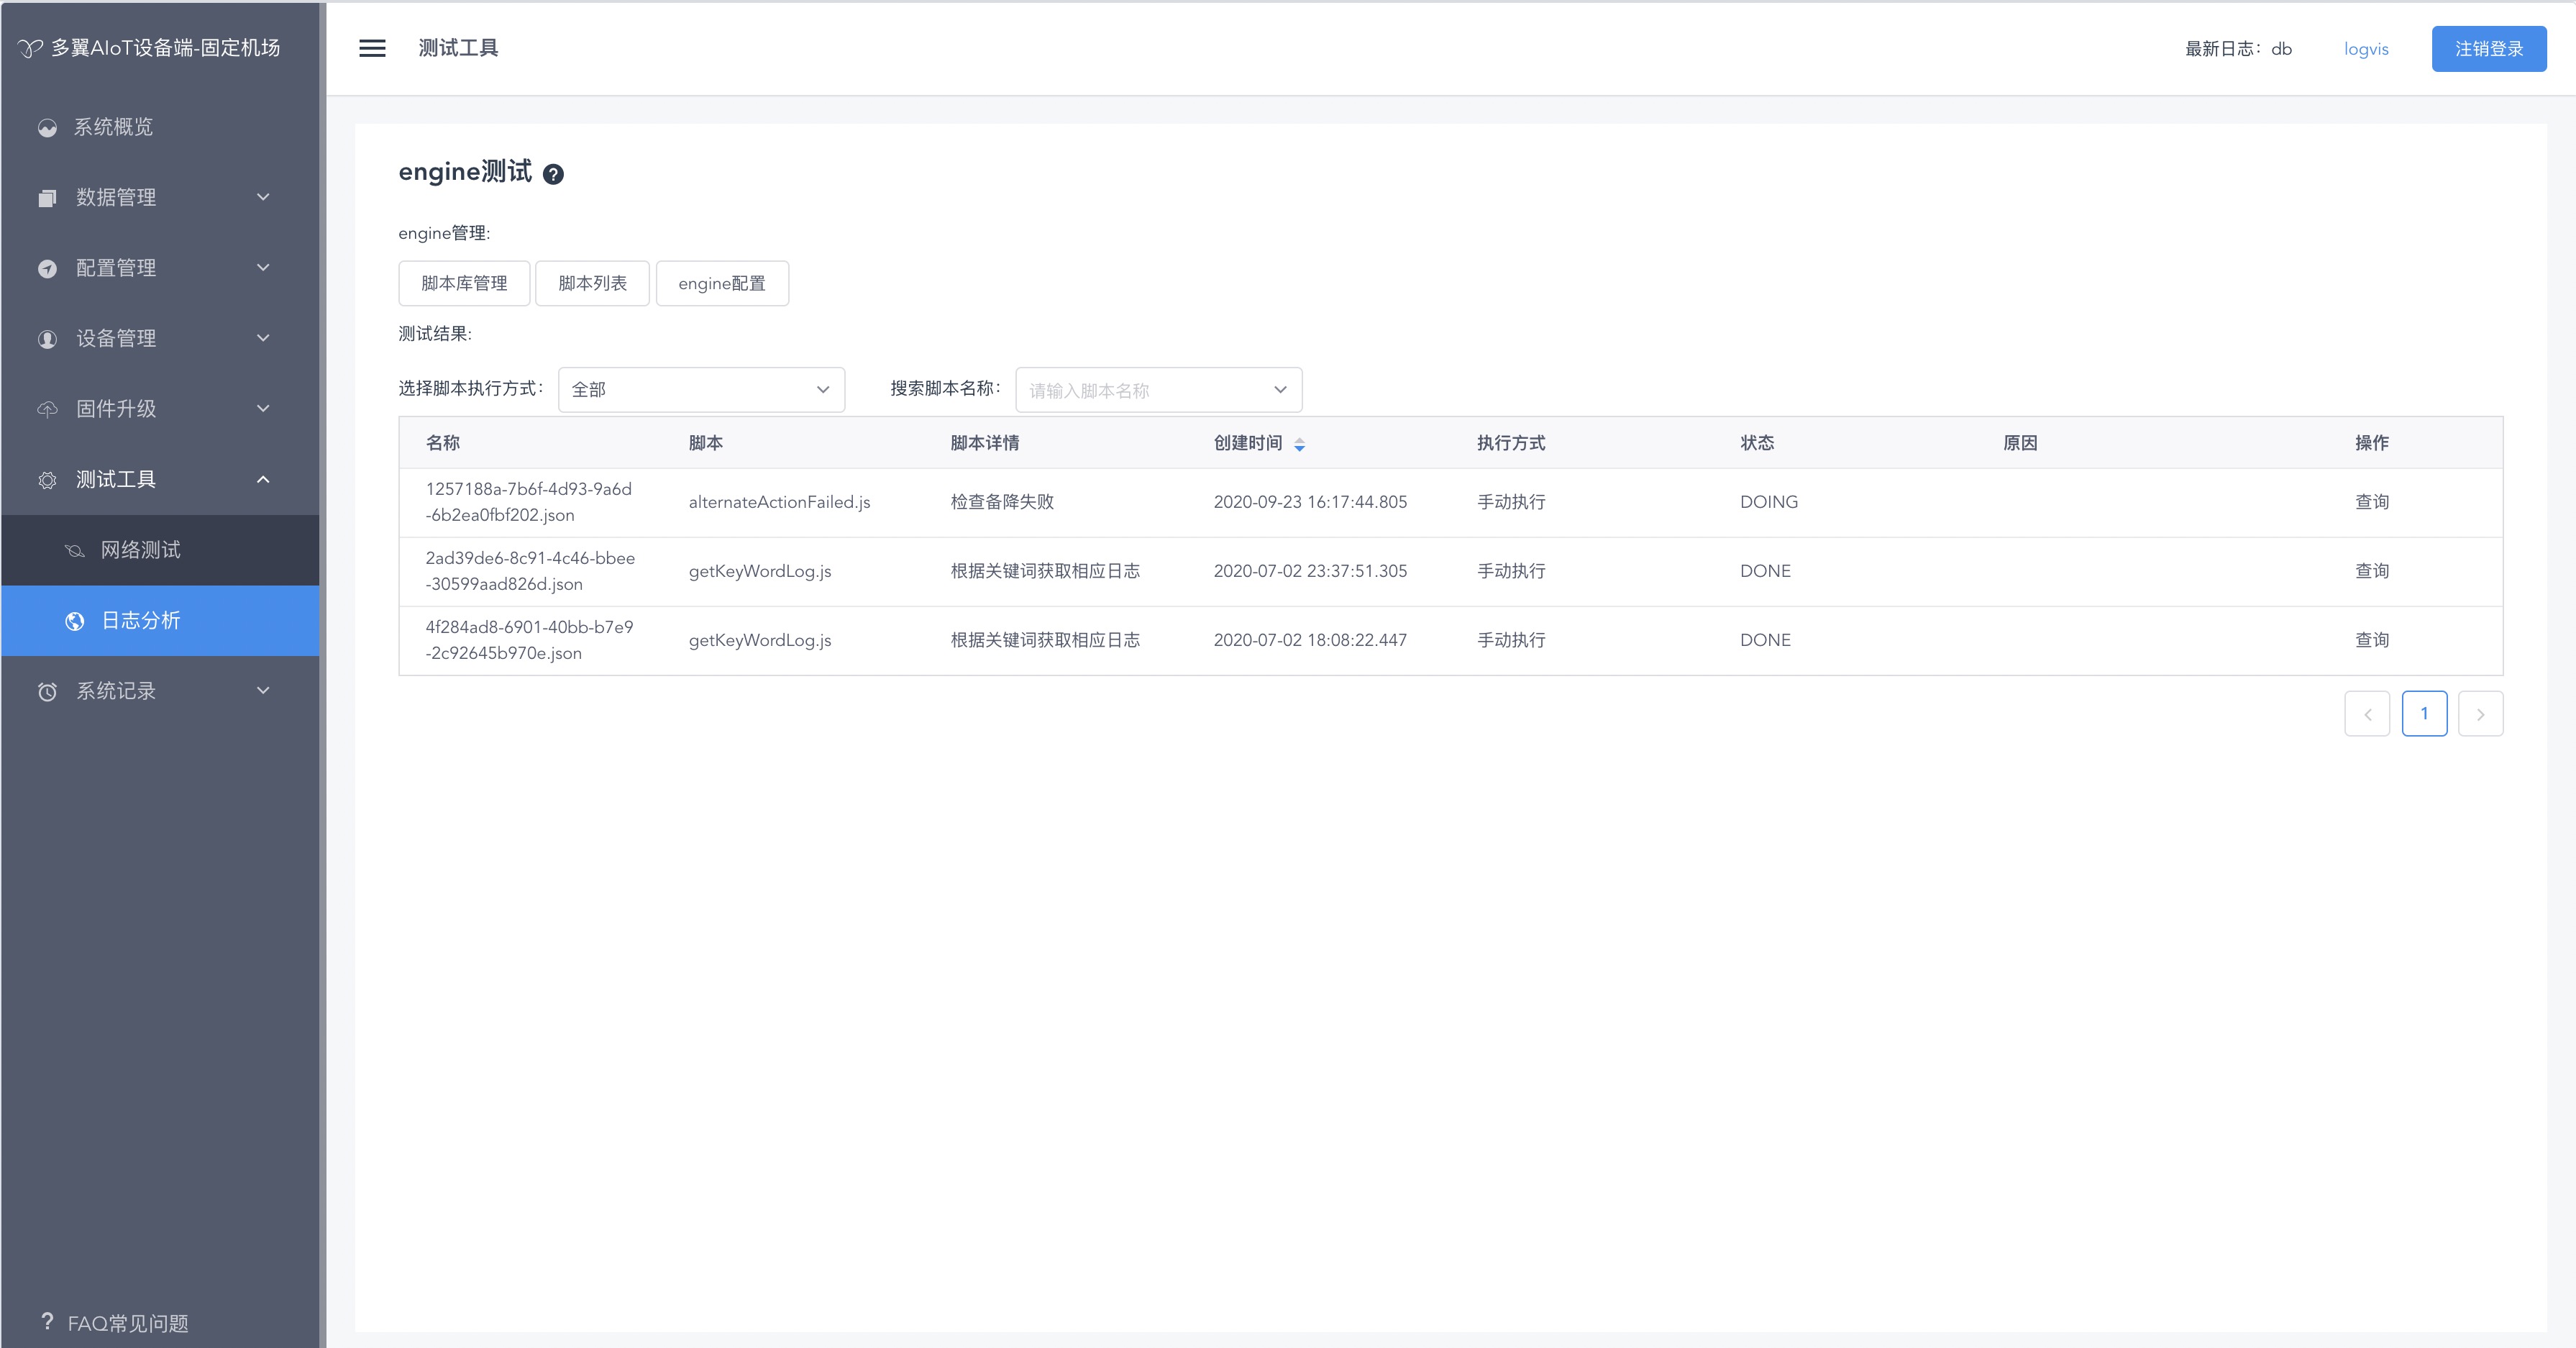 多翼AIoT设备端-固定机场
测试工具
最新日志：db
logvis
注销登录
系统概览
数据管理
配置管理
设备管理
固件升级
测试工具
网络测试
日志分析
系统记录
? FAQ常见问题
engine测试 ?
engine管理:
脚本库管理 脚本列表 engine配置
测试结果:
选择脚本执行方式： 全部 搜索脚本名称： 请输入脚本名称
名称 脚本 脚本详情 创建时间 执行方式 状态 原因 操作
1257188a-7b6f-4d93-9a6d
-6b2ea0fbf202.json
alternateActionFailed.js 检查备降失败 2020-09-23 16:17:44.805 手动执行 DOING 查询
2ad39de6-8c91-4c46-bbee
-30599aad826d.json
getKeyWordLog.js 根据关键词获取相应日志 2020-07-02 23:37:51.305 手动执行 DONE 查询
4f284ad8-6901-40bb-b7e9
-2c92645b970e.json
getKeyWordLog.js 根据关键词获取相应日志 2020-07-02 18:08:22.447 手动执行 DONE 查询
1